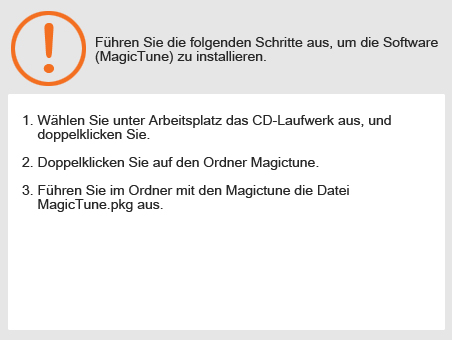 Führen Sie die folgenden Schritte aus, um die Software
(MagicTune) zu installieren.
1. Wählen Sie unter Arbeitsplatz das CD-Laufwerk aus, und
doppelklicken Sie.
2. Doppelklicken Sie auf den Ordner Magictune.
3. Führen Sie im Ordner mit den Magictune die Datei
MagicTune.pkg aus.